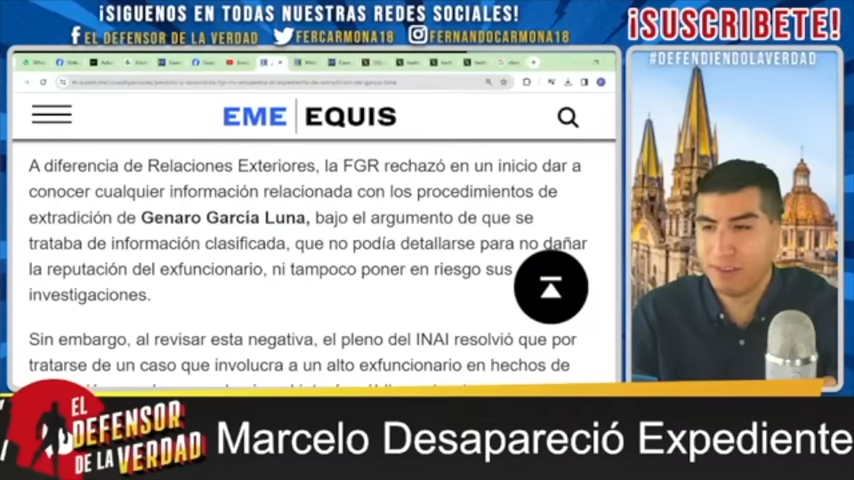 ¡SIGUENOS EN TODAS NUESTRAS REDES SOCIALES!
EL DEFENSOR DE LA VERDAD
FERCARMONA18
FERNANDOCARMONA18
¡SUSCRIBETE!
#DEFENDIENDOLAVERDAD
EME EQUIS
A diferencia de Relaciones Exteriores, la FGR rechazó en un inicio dar a
conocer cualquier información relacionada con los procedimientos de
extradición de Genaro García Luna, bajo el argumento de que se
trataba de información clasificada, que no podía detallarse para no dañar
la reputación del exfuncionario, ni tampoco poner en riesgo sus
investigaciones.
Sin embargo, al revisar esta negativa, el pleno del INAI resolvió que por
tratarse de un caso que involucra a un alto exfuncionario en hechos de
EL
DEFENSOR
DE LA VERDAD
Marcelo Desapareció Expediente